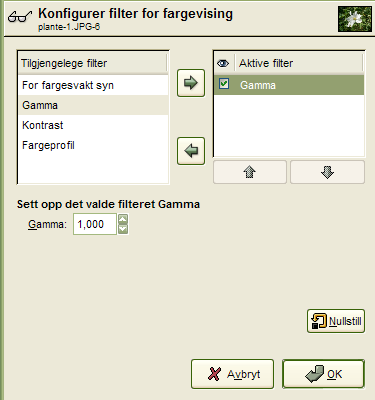 Konfigurer filter for fargevising
plante-1.JPG-6
Tilgjengelege filter
For fargesvakt syn
Gamma
Kontrast
Fargeprofil
Aktive filter
Gamma
Sett opp det valde filteret Gamma
Gamma: 1,000
Nullstill
Avbryt
OK